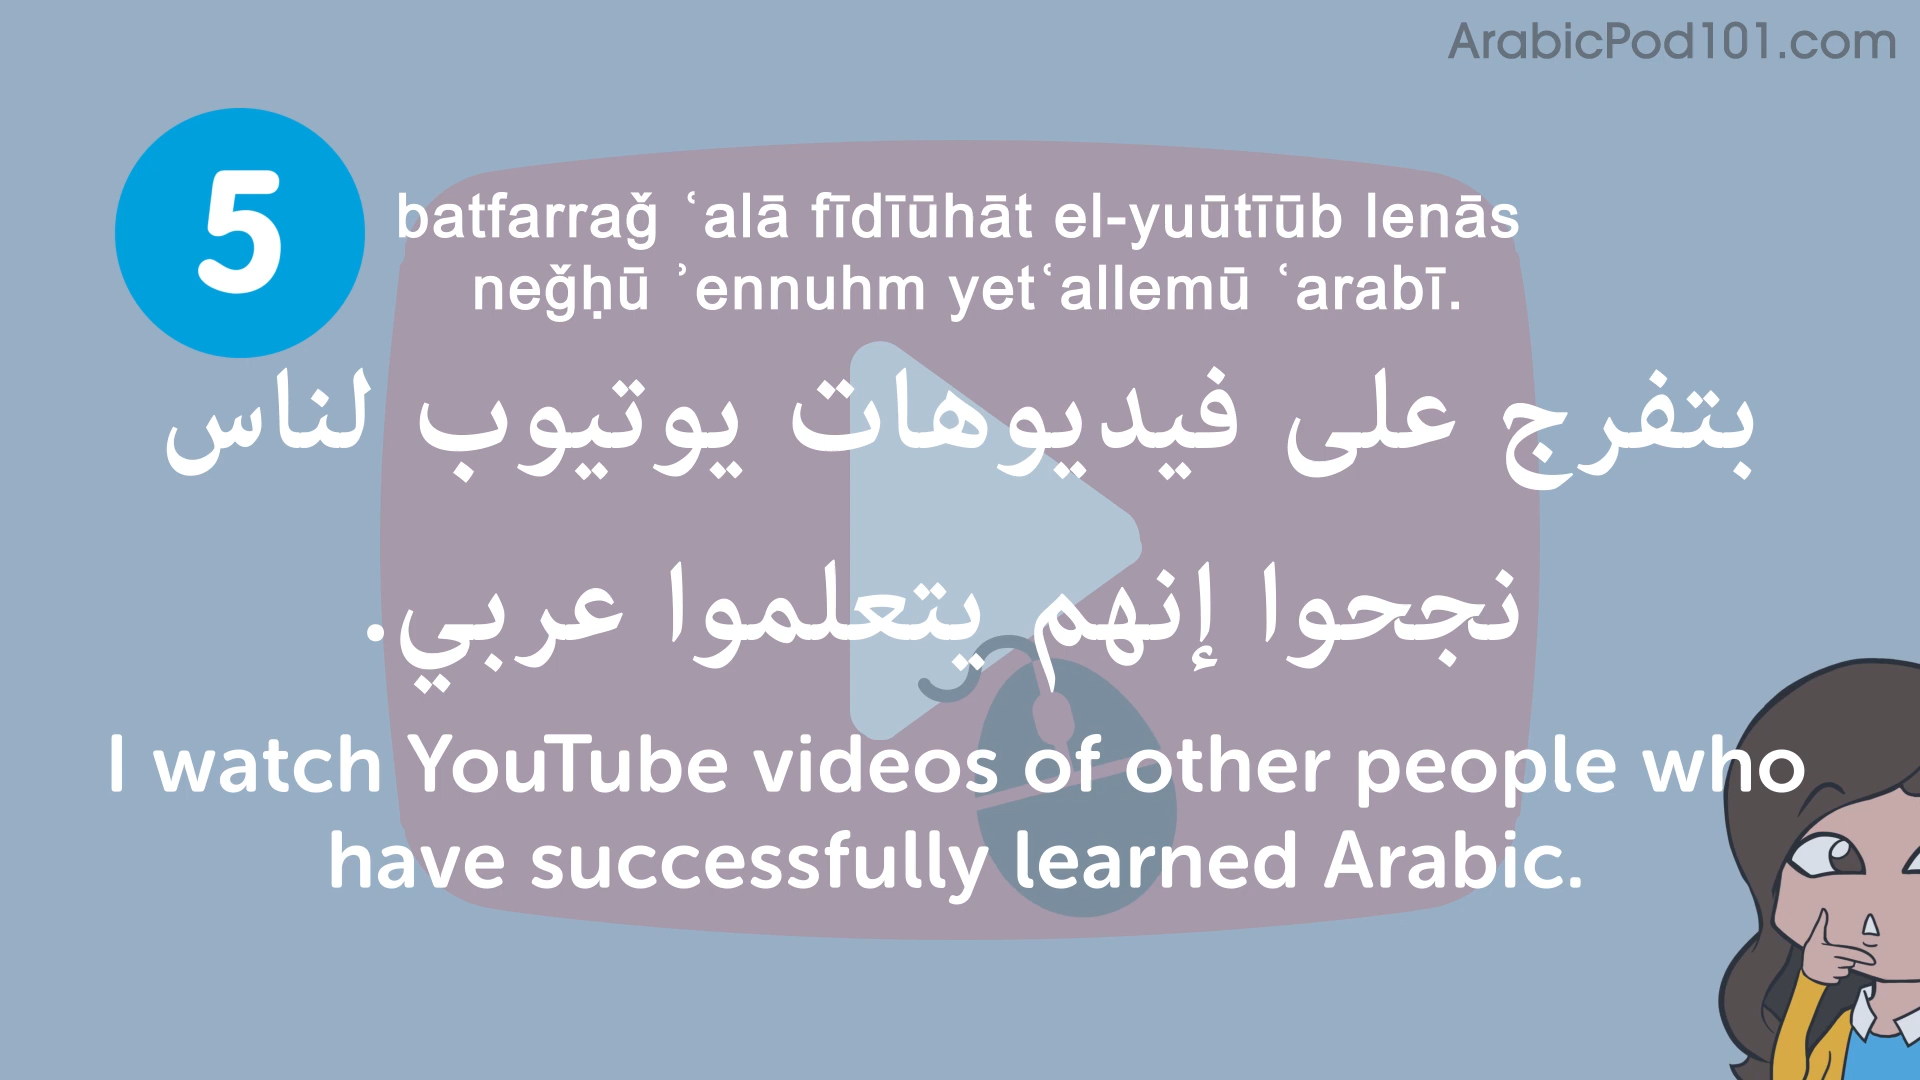 ArabicPod101.com
5
batfarraǧ ʿalā fīdīūhāt el-yuūtīūb lenās
neǧḥū ʾennuhm yetʿallemū ʿarabī.
بتفرج على فيديوهات يوتيوب لناس
نجحوا إنهم يتعلموا عربي.
I watch YouTube videos of other people who
have successfully learned Arabic.